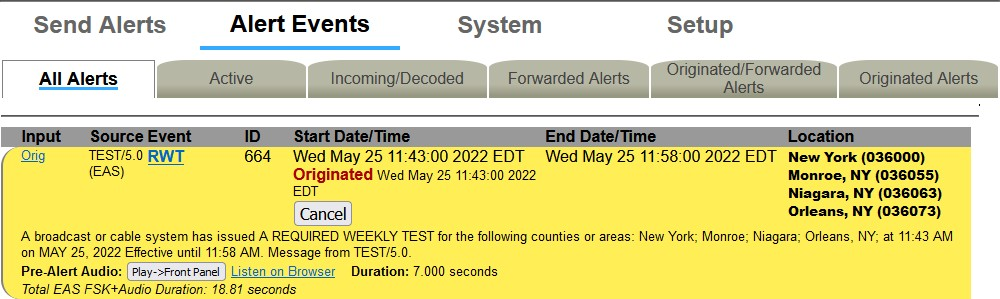 Send Alerts Alert Events System Setup
All Alerts Active Incoming/Decoded Forwarded Alerts Originated/Forwarded Alerts Originated Alerts
Input Source Event ID Start Date/Time End Date/Time Location
Orig TEST/5.0 (EAS) RWT 664 Wed May 25 11:43:00 2022 EDT Wed May 25 11:58:00 2022 EDT New York (036000)
Originated Wed May 25 11:43:00 2022 EDT Monroe, NY (036055)
Niagara, NY (036063)
Cancel Orleans, NY (036073)
A broadcast or cable system has issued A REQUIRED WEEKLY TEST for the following counties or areas: New York; Monroe; Niagara; Orleans, NY; at 11:43 AM
on MAY 25, 2022 Effective until 11:58 AM. Message from TEST/5.0.
Pre-Alert Audio: Play->Front Panel Listen on Browser Duration: 7.000 seconds
Total EAS FSK+Audio Duration: 18.81 seconds